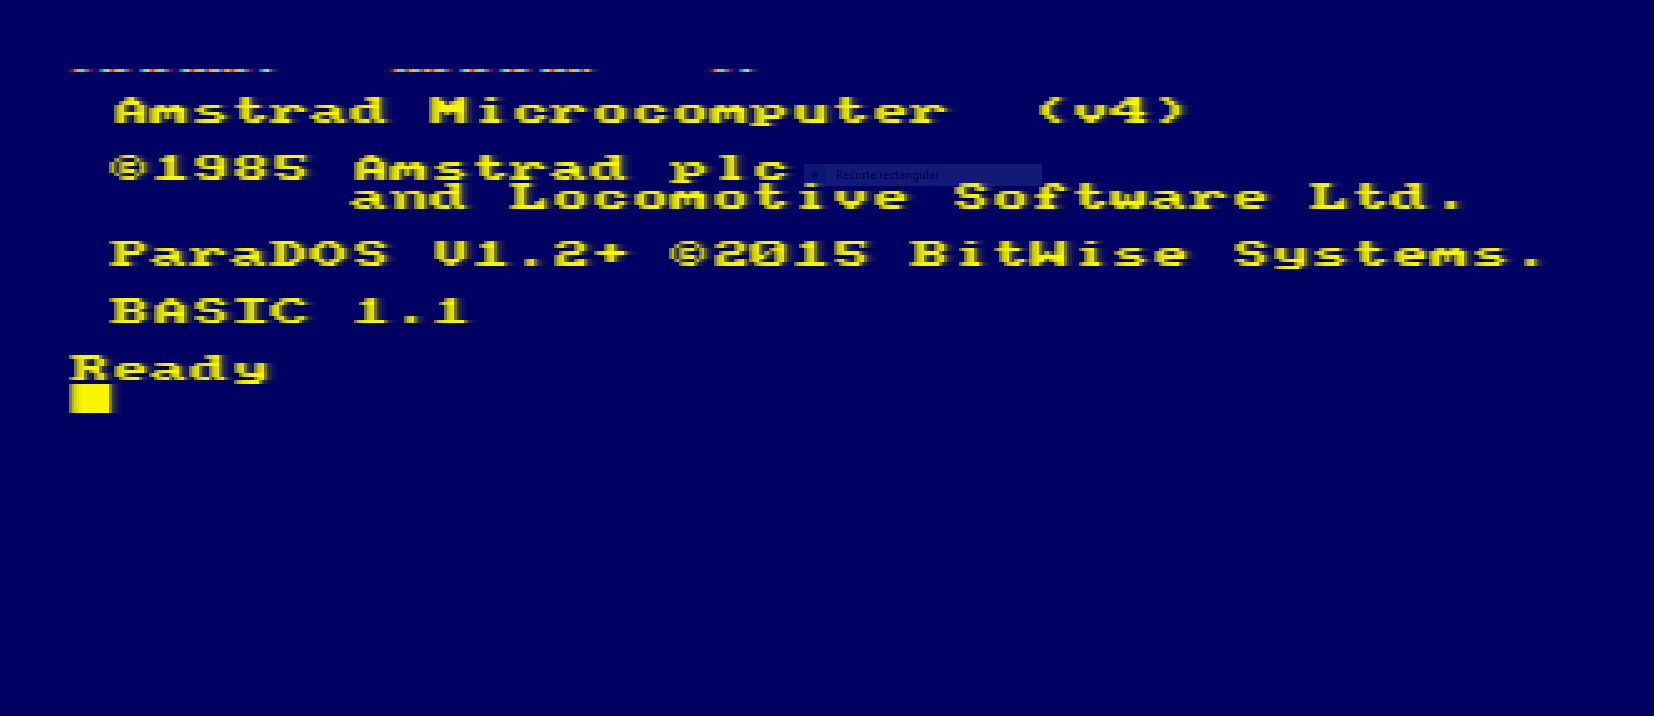 Amstrad Microcomputer (v4)
©1985 Amstrad plc
Recorte rectangular
and Locomotive Software Ltd.
ParaDOS V1.2+ ©2015 BitWise Systems.
BASIC 1.1
Ready